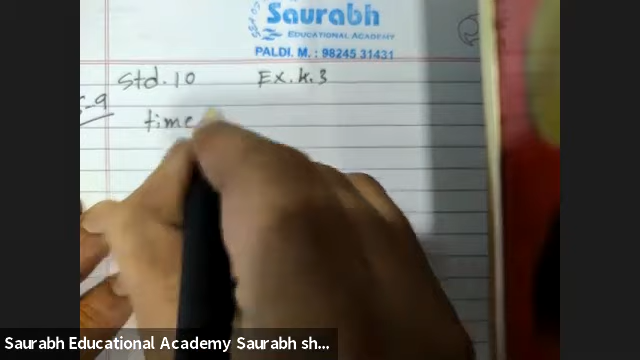 Saurabh
EDUCATIONAL ACADEMY
PALDI. M. : 98245 31431
Std. 10 Ex. 4.3
time
Saurabh Educational Academy Saurabh sh...